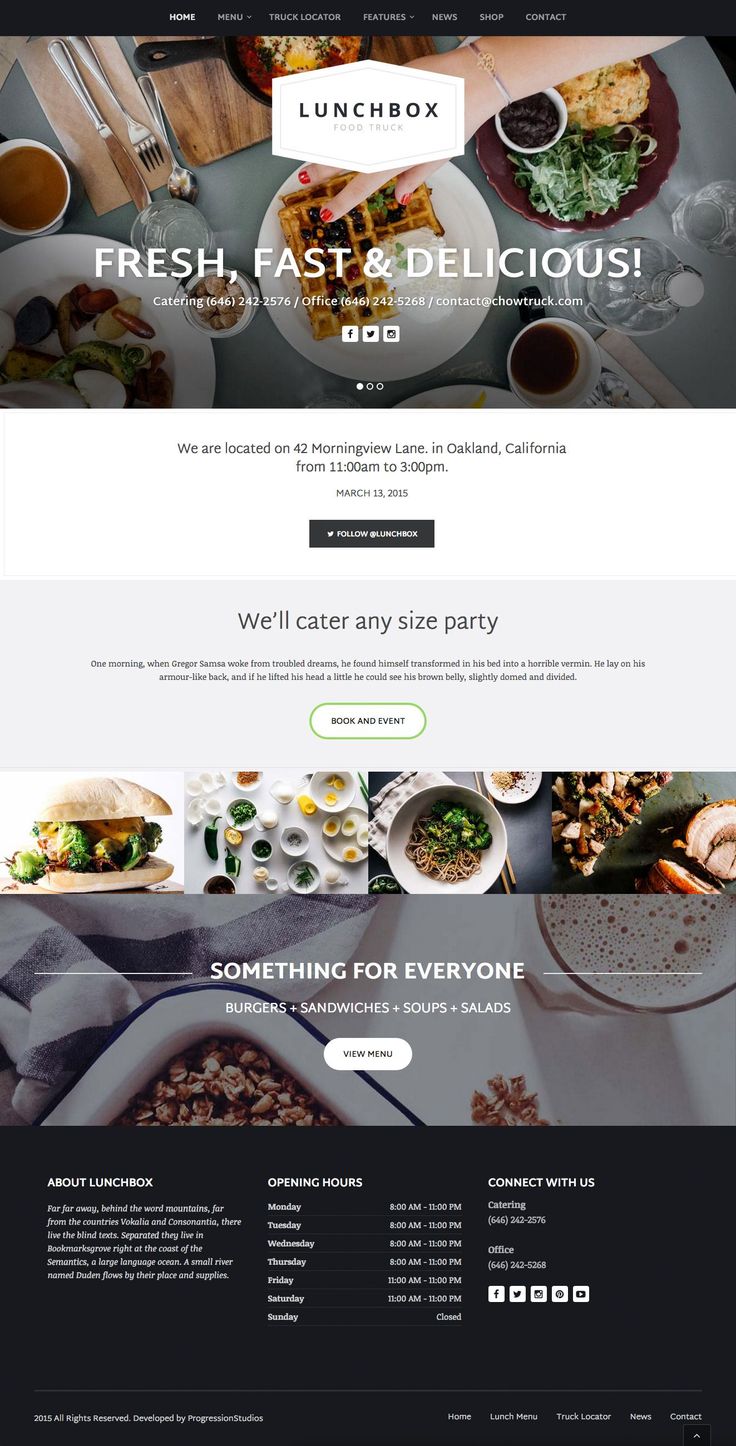 HOME MENU TRUCK LOCATOR FEATURES NEWS SHOP CONTACT
LUNCHBOX
FOOD TRUCK
FRESH, FAST & DELICIOUS!
Catering (646) 242-2576 / Office (646) 242-5268 / contact@chowtruck.com
We are located on 42 Morningview Lane. in Oakland, California
from 11:00am to 3:00pm.
MARCH 13, 2015
FOLLOW @LUNCHBOX
We'll cater any size party
One morning, when Gregor Samsa woke from troubled dreams, he found himself transformed in his bed into a horrible vermin. He lay on his
armour-like back, and if he lifted his head a little he could see his brown belly, slightly domed and divided.
BOOK AND EVENT
SOMETHING FOR EVERYONE
BURGERS + SANDWICHES + SOUPS + SALADS
VIEW MENU
ABOUT LUNCHBOX
Far far away, behind the word mountains, far
from the countries Vokalia and Consonantia, there
live the blind texts. Separated they live in
Bookmarksgrove right at the coast of the
Semantics, a large language ocean. A small river
named Duden flows by their place and supplies.
OPENING HOURS
Monday 8:00 AM - 11:00 PM
Tuesday 8:00 AM - 11:00 PM
Wednesday 8:00 AM - 11:00 PM
Thursday 8:00 AM - 11:00 PM
Friday 11:00 AM - 11:00 PM
Saturday 11:00 AM - 11:00 PM
Sunday Closed
CONNECT WITH US
Catering
(646) 242-2576
Office
(646) 242-5268
2015 All Rights Reserved. Developed by ProgressionStudios
Home Lunch Menu Truck Locator News Contact